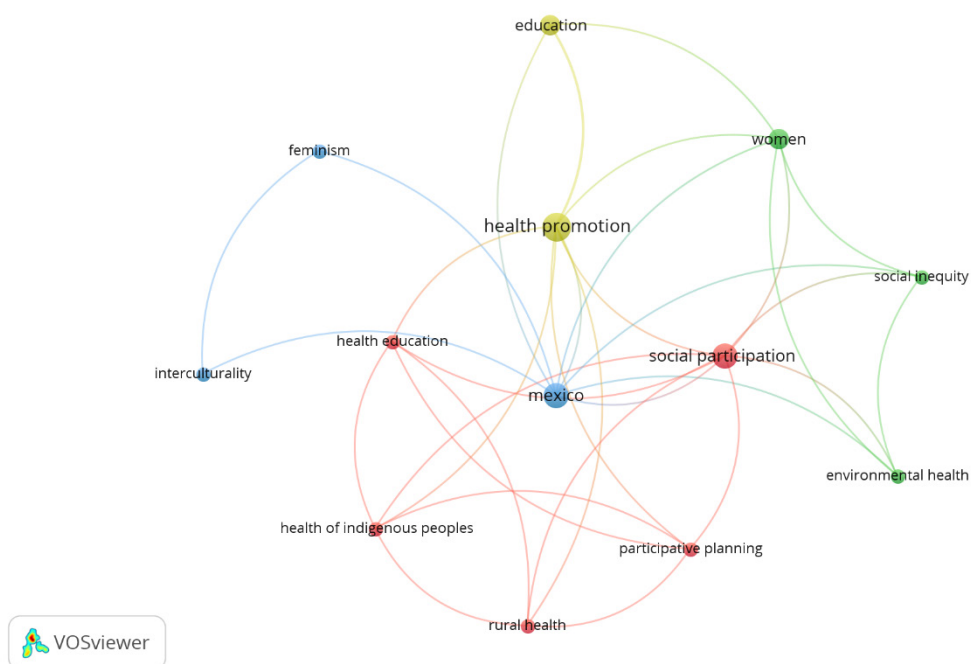 education
women
feminism
health promotion
social inequity
health education
social participation
interculturality
mexico
environmental health
health of indigenous peoples
participative planning
rural health
VOSviewer